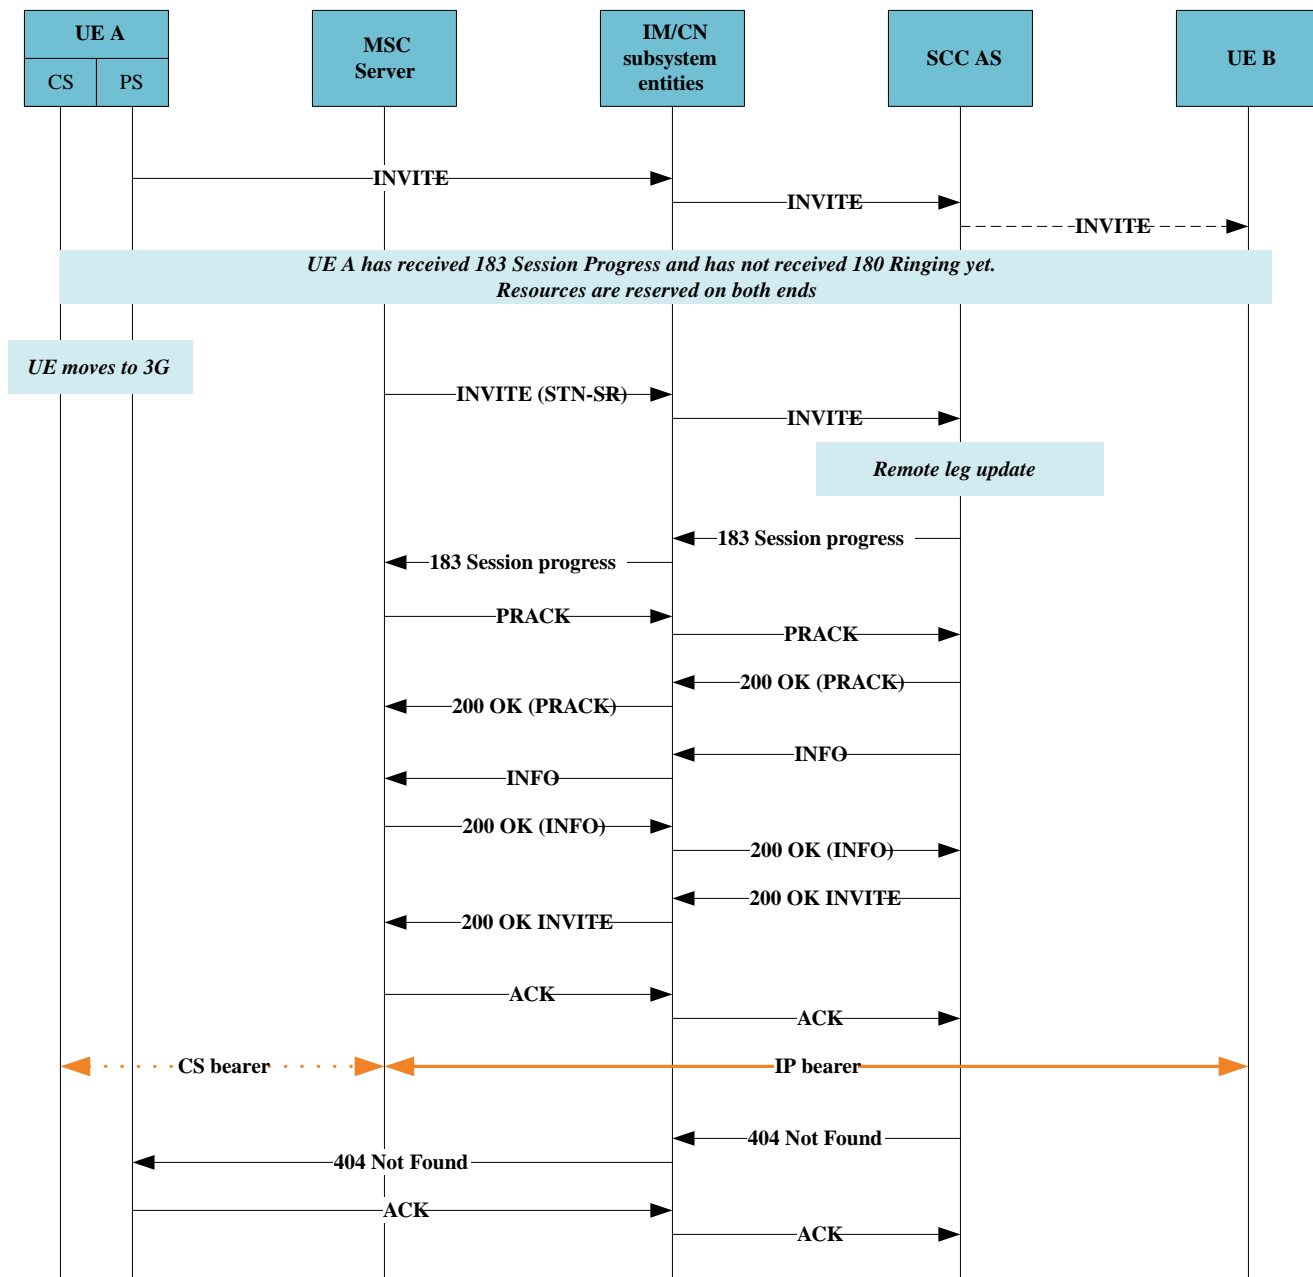 UE A
CS
PS
MSC
Server
IM/CN
subsystem
entities
SCC AS
UE B
INVITE
INVITE
INVITE
UE A has received 183 Session Progress and has not received 180 Ringing yet.
Resources are reserved on both ends
UE moves to 3G
INVITE (STN-SR)
INVITE
Remote leg update
183 Session progress
183 Session progress
PRACK
PRACK
200 OK (PRACK)
200 OK (PRACK)
INFO
INFO
200 OK (INFO)
200 OK (INFO)
200 OK INVITE
200 OK INVITE
ACK
ACK
CS bearer
IP bearer
404 Not Found
404 Not Found
ACK
ACK